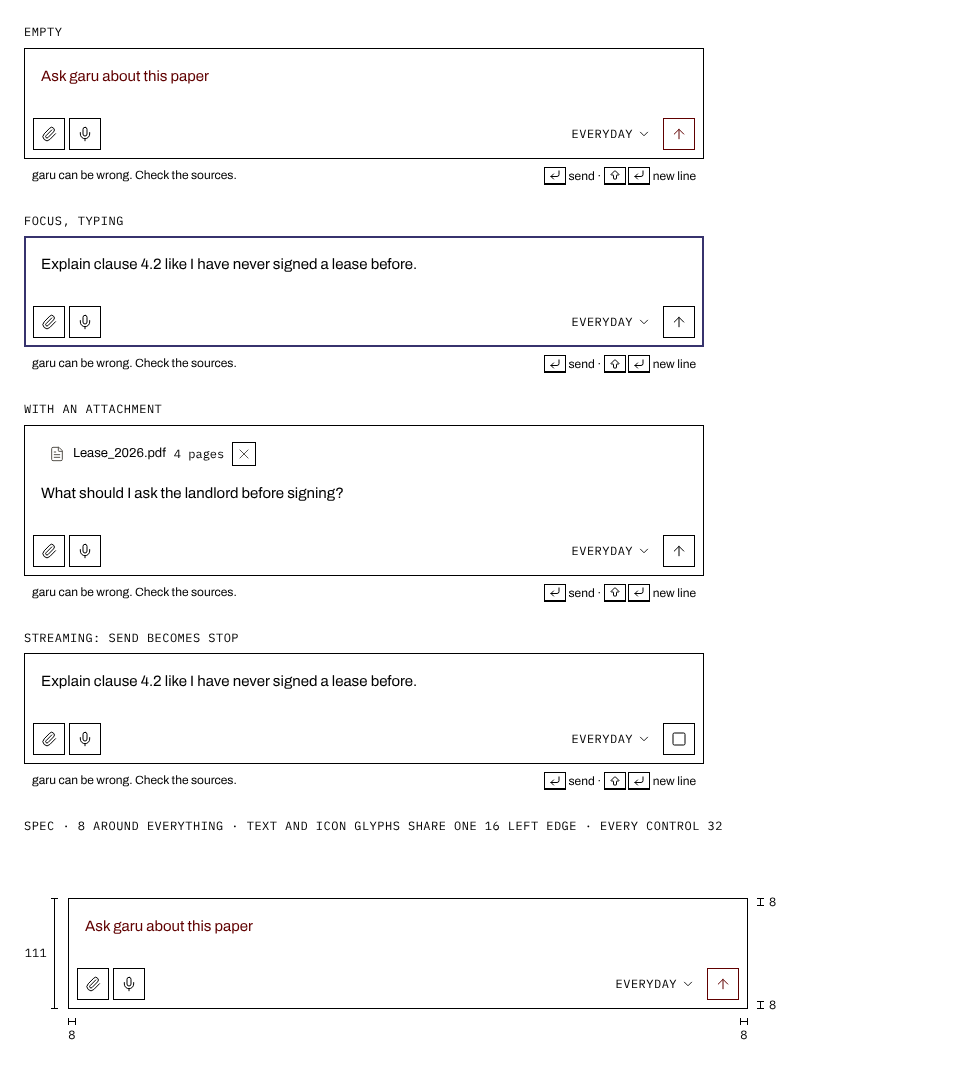 EMPTY
Ask garu about this paper
EVERYDAY
garu can be wrong. Check the sources.
send · new line
FOCUS, TYPING
Explain clause 4.2 like I have never signed a lease before.
EVERYDAY
garu can be wrong. Check the sources.
send · new line
WITH AN ATTACHMENT
Lease_2026.pdf 4 pages
What should I ask the landlord before signing?
EVERYDAY
garu can be wrong. Check the sources.
send · new line
STREAMING: SEND BECOMES STOP
Explain clause 4.2 like I have never signed a lease before.
EVERYDAY
garu can be wrong. Check the sources.
send · new line
SPEC · 8 AROUND EVERYTHING · TEXT AND ICON GLYPHS SHARE ONE 16 LEFT EDGE · EVERY CONTROL 32
8
Ask garu about this paper
111
EVERYDAY
8
8
8